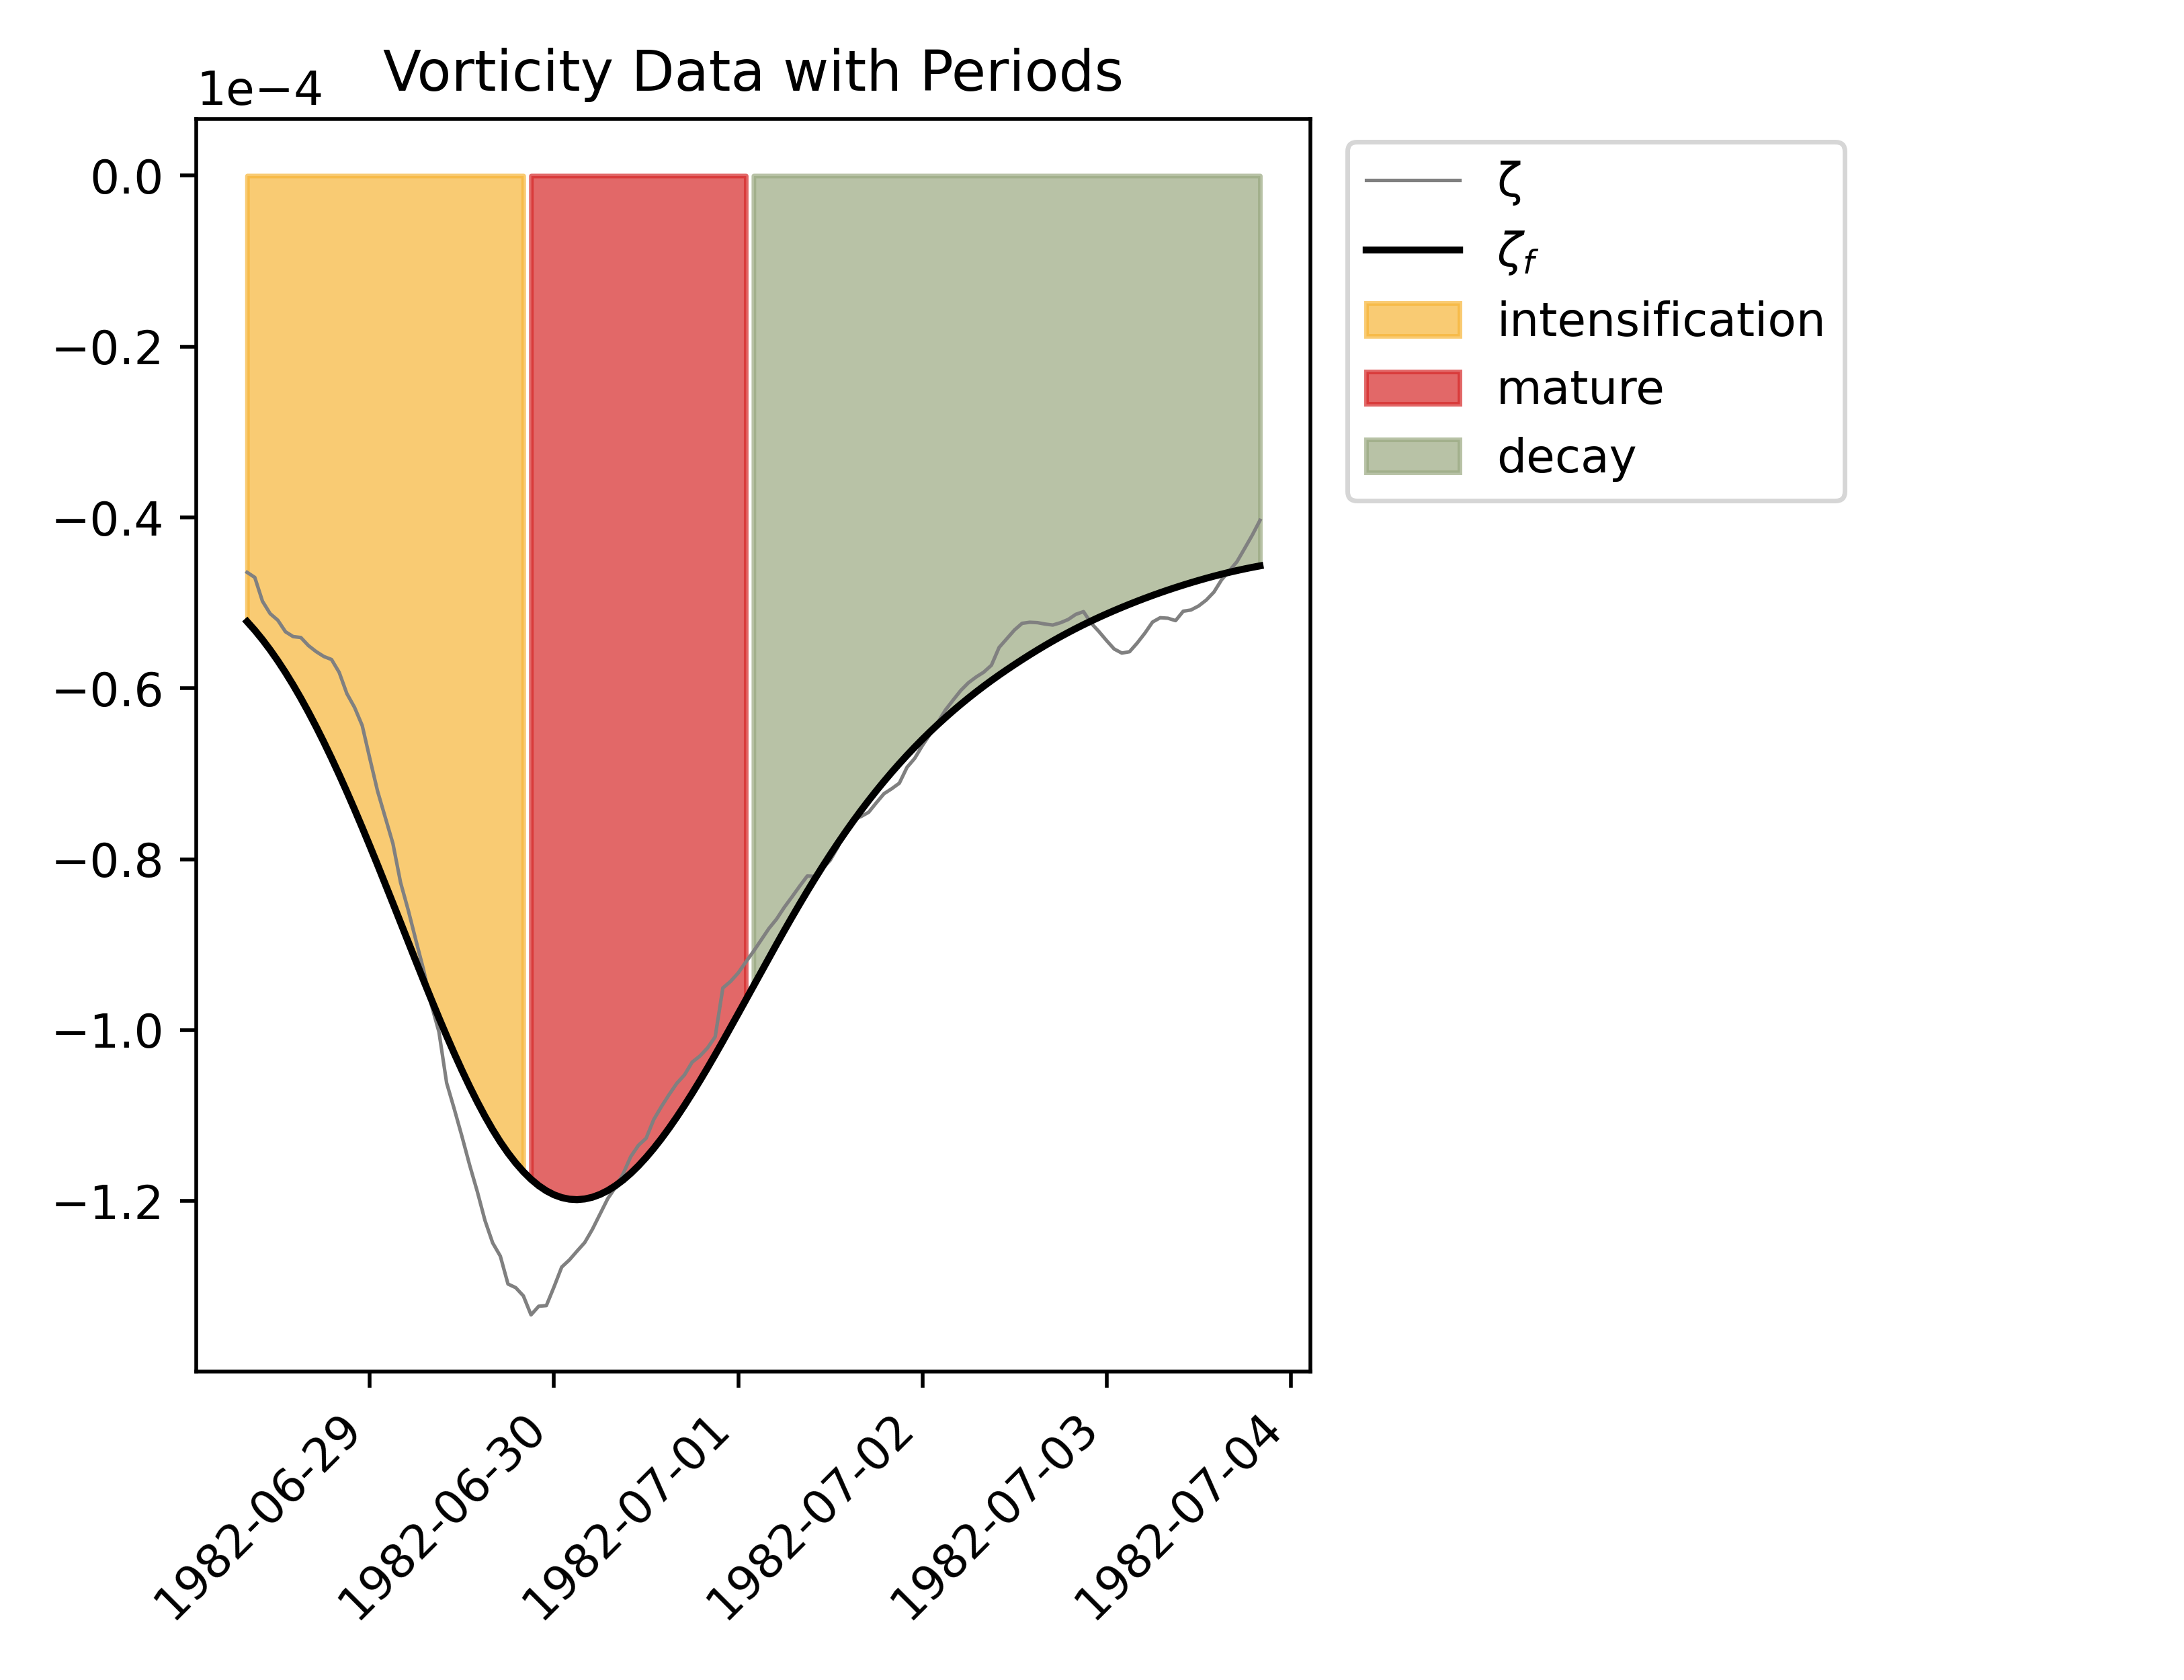 Vorticity Data with Periods
1e−4
0.0
−0.2
−0.4
−0.6
−0.8
−1.0
−1.2
1982-06-29
1982-06-30
1982-07-01
1982-07-02
1982-07-03
1982-07-04
ζ
ζf
intensification
mature
decay